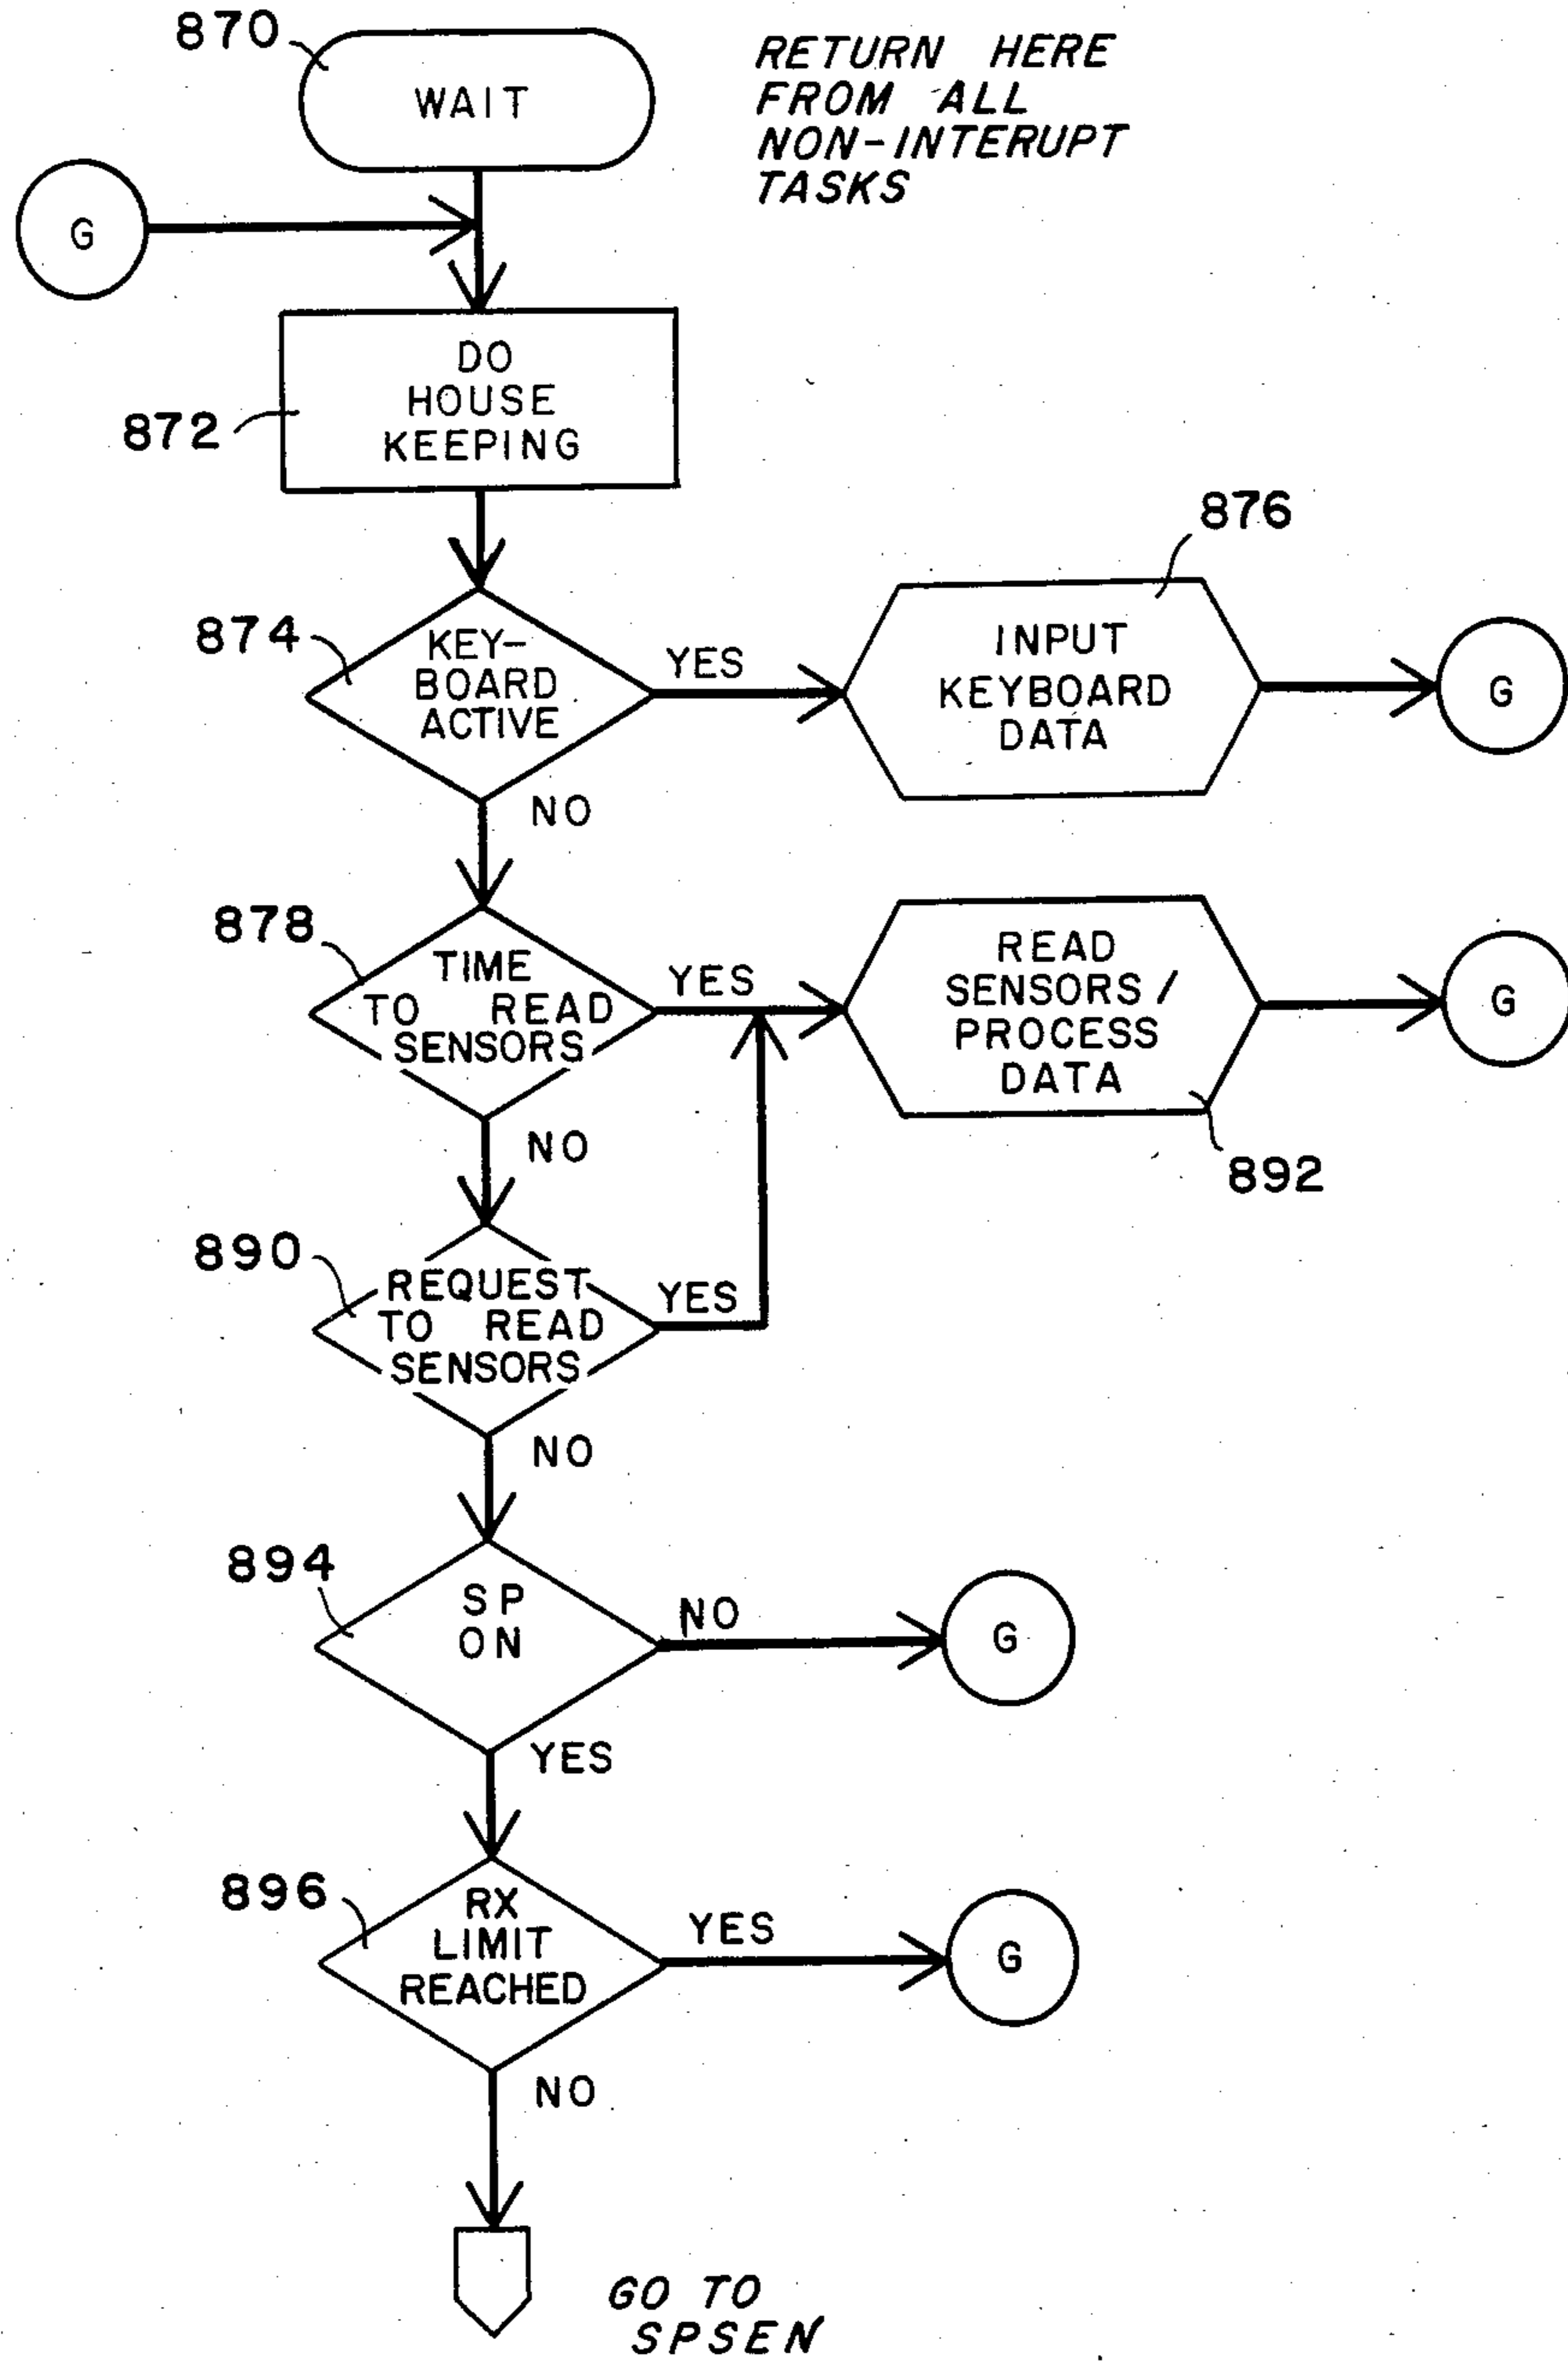 870
WAIT
RETURN HERE
FROM ALL
NON-INTERUPT
TASKS
G
DO
HOUSE
KEEPING
872
876
874
KEY-
BOARD
ACTIVE
YES
INPUT
KEYBOARD
DATA
G
NO
878
TIME
TO READ
SENSORS
YES
READ
SENSORS /
PROCESS
DATA
G
892
NO
890
REQUEST
TO READ
SENSORS
YES
NO
894
SP
ON
NO
G
YES
896
RX
LIMIT
REACHED
YES
G
NO
GO TO
SPSEN